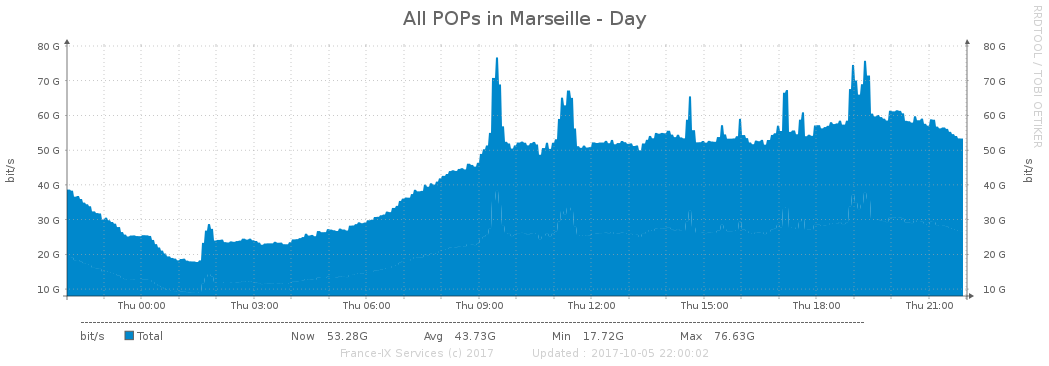 All POPs in Marseille - Day
RRDTOOL / TOBI OETIKER
bit/s
80 G 80 G
70 G 70 G
60 G 60 G
50 G 50 G
40 G 40 G
30 G 30 G
20 G 20 G
10 G 10 G
bit/s
Thu 00:00 Thu 03:00 Thu 06:00 Thu 09:00 Thu 12:00 Thu 15:00 Thu 18:00 Thu 21:00
bit/s Total Now 53.28G Avg 43.73G Min 17.72G Max 76.63G
France-IX Services (c) 2017 Updated : 2017-10-05 22:00:02